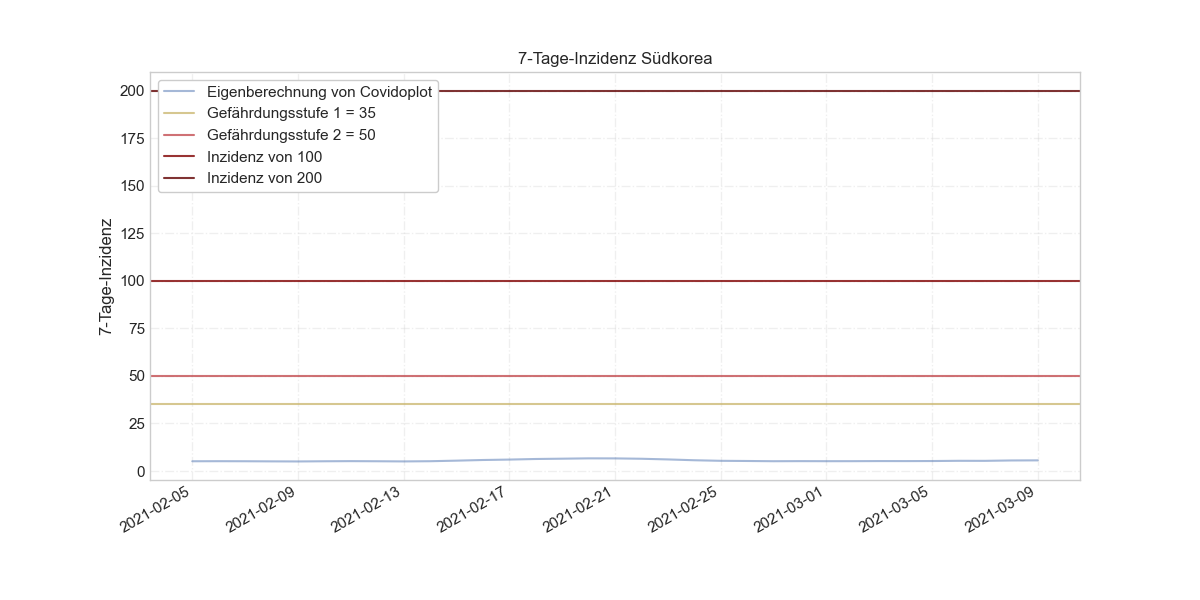 7-Tage-Inzidenz Südkorea
Eigenberechnung von Covidoplot
Gefährdungsstufe 1 = 35
Gefährdungsstufe 2 = 50
Inzidenz von 100
Inzidenz von 200
7-Tage-Inzidenz
200
175
150
125
100
75
50
25
0
2021-02-05
2021-02-09
2021-02-13
2021-02-17
2021-02-21
2021-02-25
2021-03-01
2021-03-05
2021-03-09